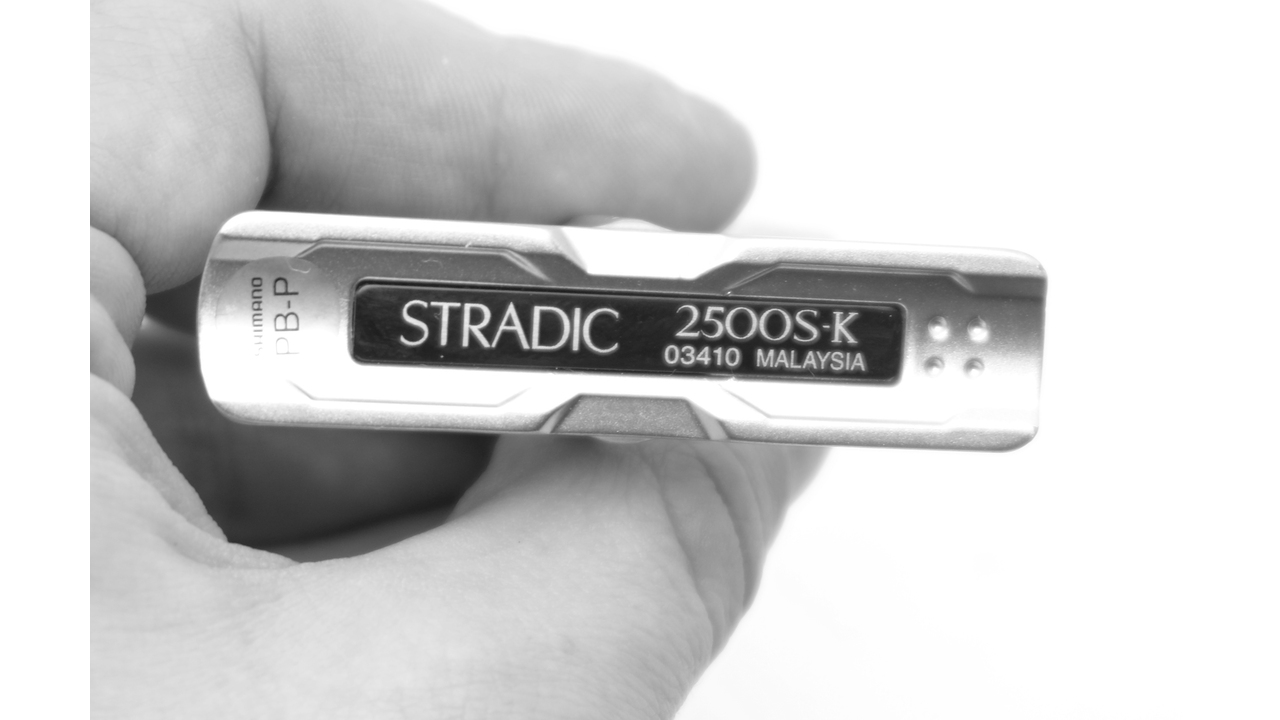 SHIMANO
PB-P
STRADIC 2500S-K
03410 MALAYSIA